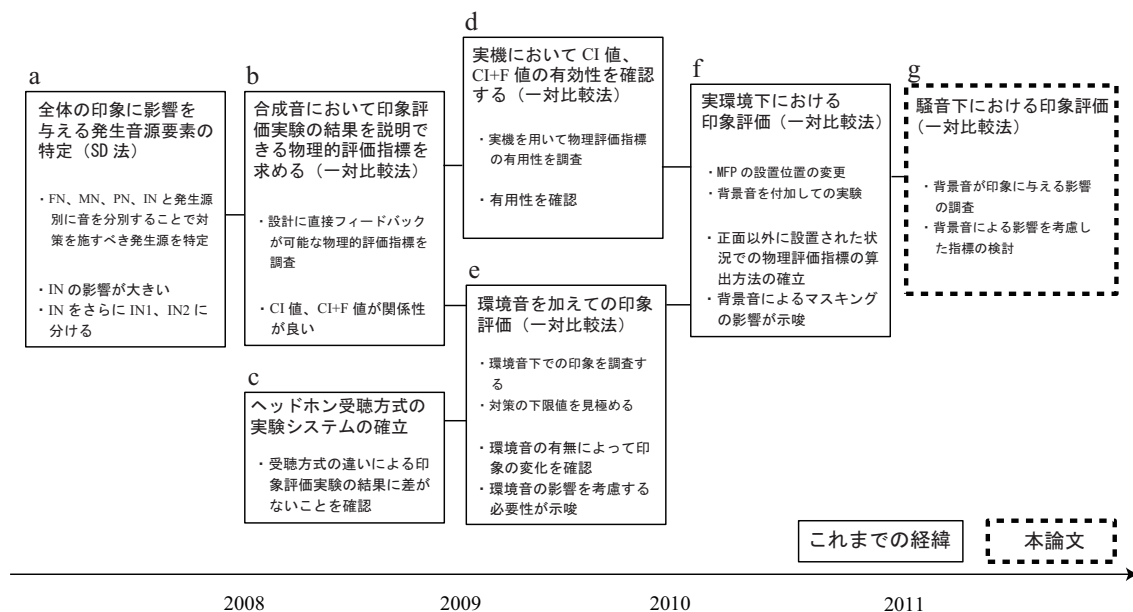 a
全体の印象に影響を
与える発生音源要素の
特定（SD 法）
・FN、MN、PN、IN と発生源
別に音を分別することで対
策を施すべき発生源を特定
・IN の影響が大きい
・IN をさらに IN1、IN2 に
分ける
b
合成音において印象評
価実験の結果を説明で
きる物理的評価指標を
求める（一対比較法）
・設計に直接フィードバック
が可能な物理的評価指標を
調査
・CI 値、CI+F 値が関係性
が良い
c
ヘッドホン受聴方式の
実験システムの確立
・受聴方式の違いによる印
象評価実験の結果に差が
ないことを確認
d
実機において CI 値、
CI+F 値の有効性を確認
する（一対比較法）
・実機を用いて物理評価指標
の有用性を調査
・有用性を確認
e
環境音を加えての印象
評価（一対比較法）
・環境音下での印象を調査す
る
・対策の下限値を見極める
・環境音の有無によって印
象の変化を確認
・環境音の影響を考慮する
必要性が示唆
f
実環境下における
印象評価（一対比較法）
・MFP の設置位置の変更
・背景音を付加しての実験
・正面以外に設置された状
況での物理評価指標の算
出方法の確立
・背景音によるマスキング
の影響が示唆
g
騒音下における印象評価
（一対比較法）
・背景音が印象に与える影響
の調査
・背景音による影響を考慮し
た指標の検討
これまでの経緯
本論文
2008
2009
2010
2011